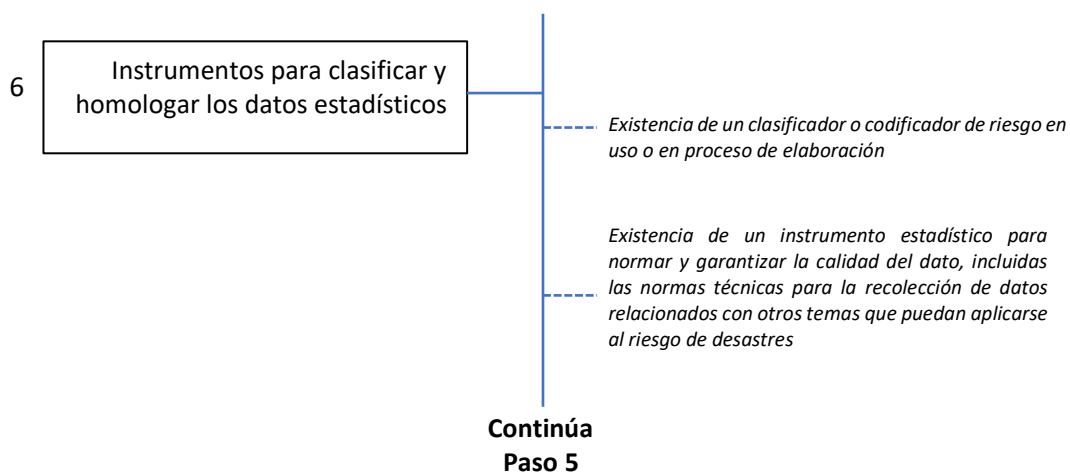 6
Instrumentos para clasificar y
homologar los datos estadísticos
Existencia de un clasificador o codificador de riesgo en
uso o en proceso de elaboración
Existencia de un instrumento estadístico para
normar y garantizar la calidad del dato, incluidas
las normas técnicas para la recolección de datos
relacionados con otros temas que puedan aplicarse
al riesgo de desastres
Continúa
Paso 5